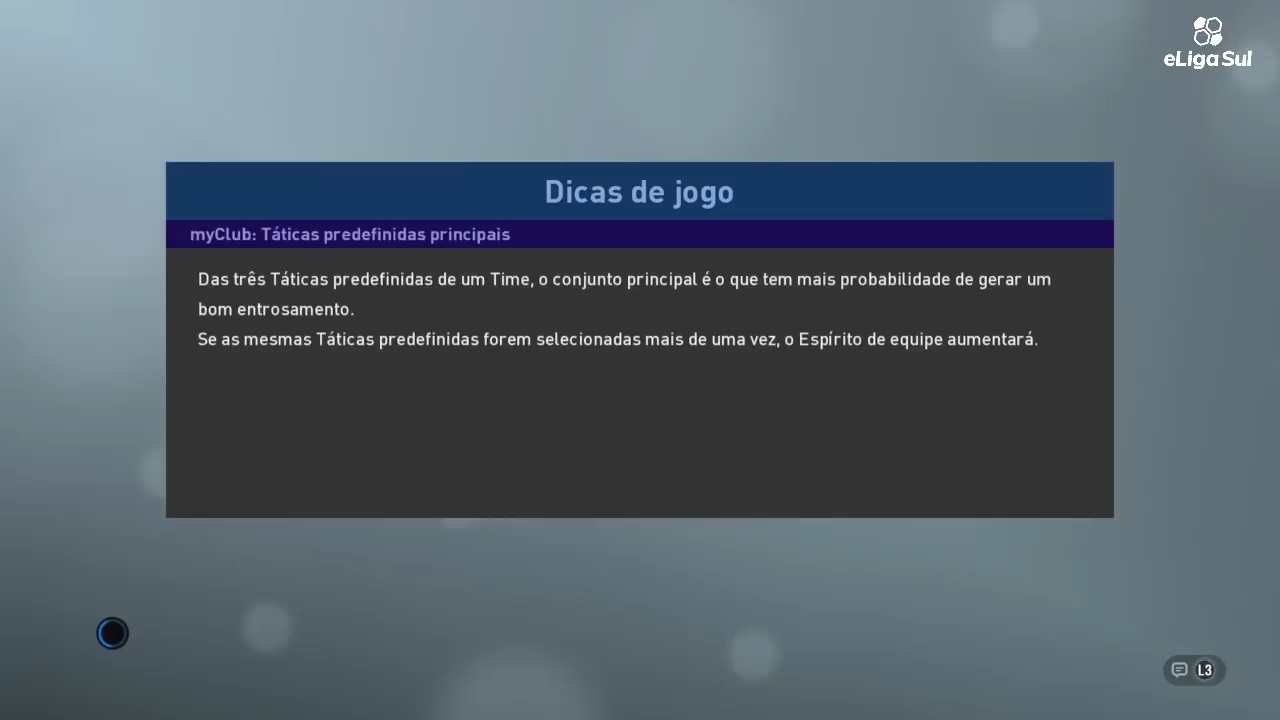 eLiga Sul
Dicas de jogo
myClub: Táticas predefinidas principais
Das três Táticas predefinidas de um Time, o conjunto principal é o que tem mais probabilidade de gerar um
bom entrosamento.
Se as mesmas Táticas predefinidas forem selecionadas mais de uma vez, o Espírito de equipe aumentará.
L3